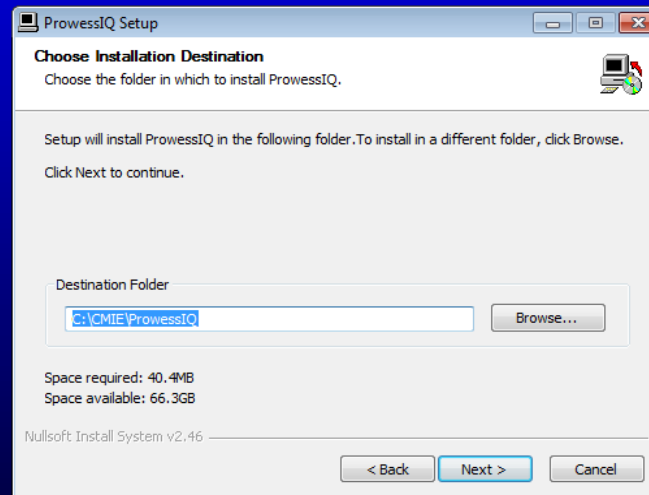 ProwessIQ Setup
Choose Installation Destination
Choose the folder in which to install ProwessIQ.
Setup will install ProwessIQ in the following folder.To install in a different folder, click Browse.
Click Next to continue.
Destination Folder
C:\CMIE\ProwessIQ
Browse...
Space required: 40.4MB
Space available: 66.3GB
Nullsoft Install System v2.46
< Back Next > Cancel